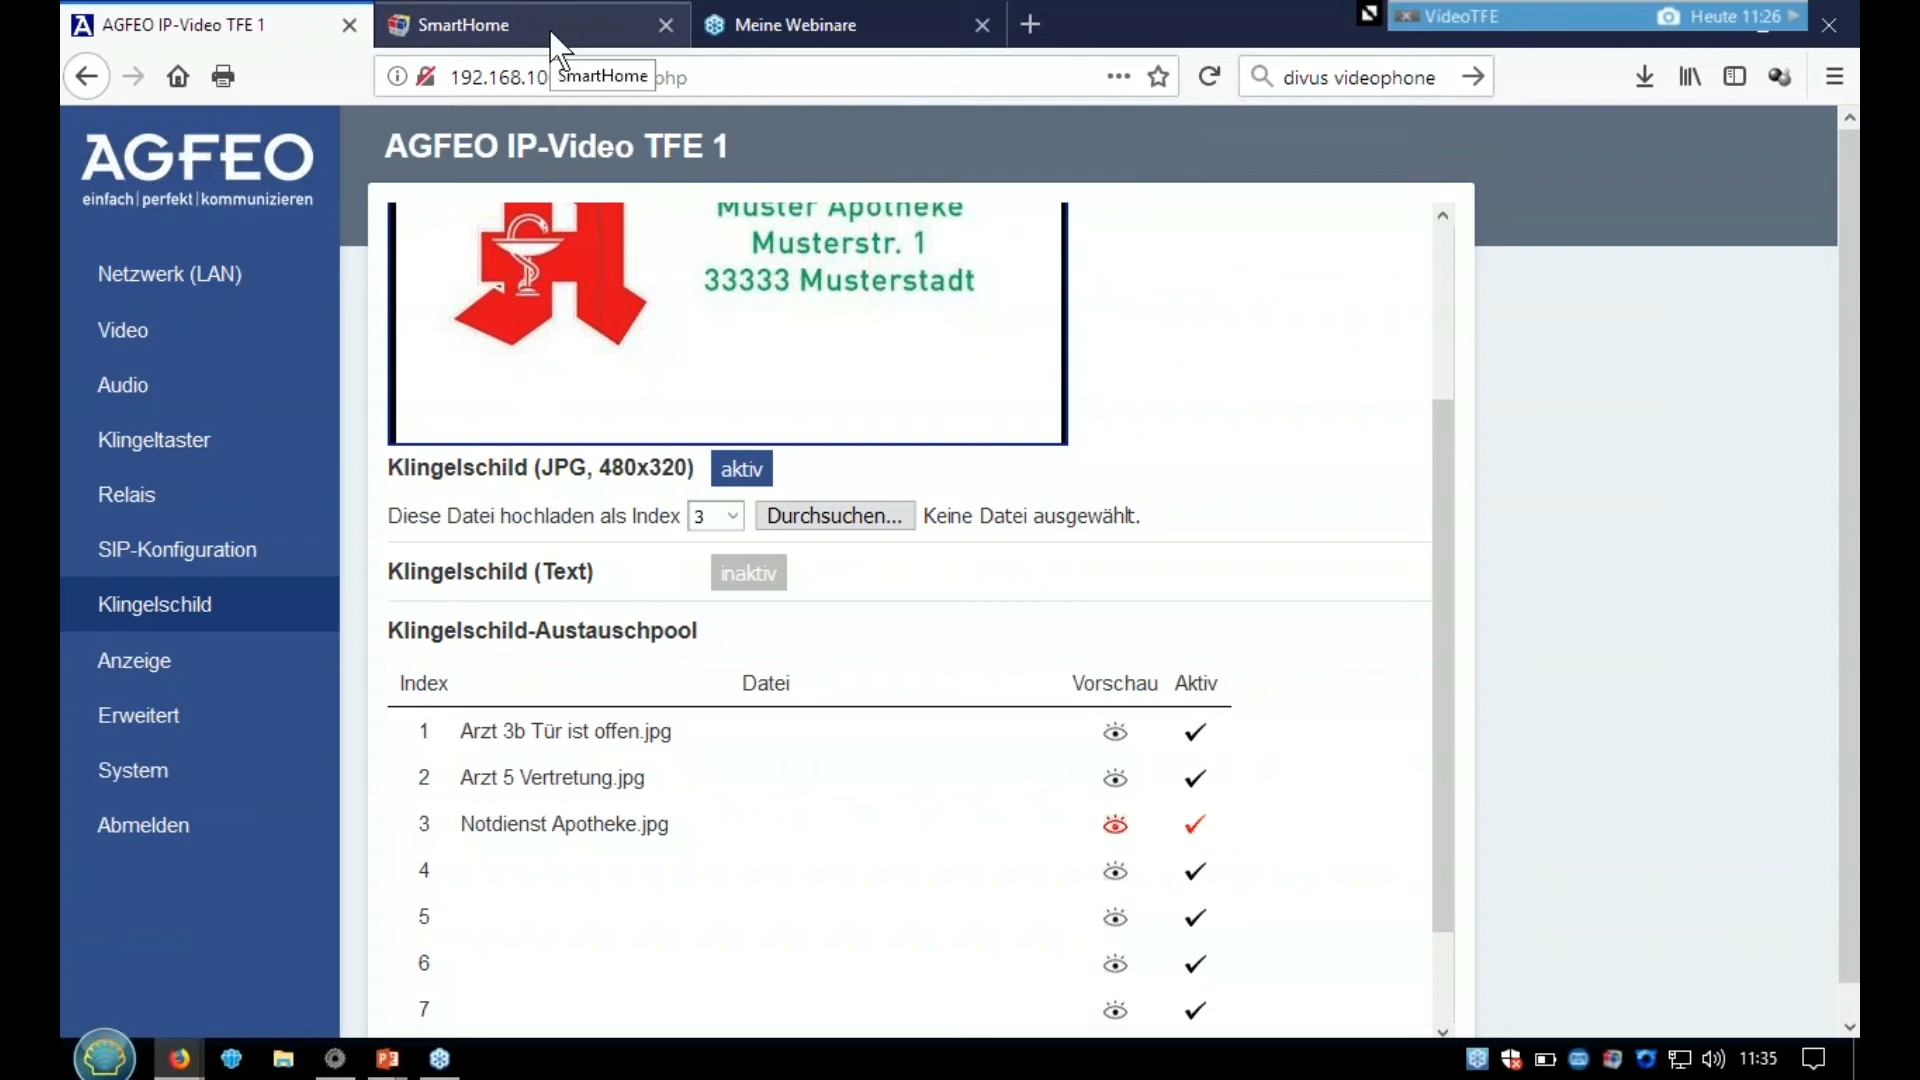 AGFEO IP-Video TFE 1
SmartHome
Meine Webinare
VideoTFE
Heute 11:26
192.168.10
SmartHome
php
divus videophone
AGFEO
einfach|perfekt|kommunizieren
AGFEO IP-Video TFE 1
Netzwerk (LAN)
Video
Audio
Klingeltaster
Relais
SIP-Konfiguration
Klingelschild
Anzeige
Erweitert
System
Abmelden
Muster Apotheke
Musterstr. 1
33333 Musterstadt
Klingelschild (JPG, 480x320) aktiv
Diese Datei hochladen als Index 3 Durchsuchen... Keine Datei ausgewählt.
Klingelschild (Text) inaktiv
Klingelschild-Austauschpool
Index Datei Vorschau Aktiv
1 Arzt 3b Tür ist offen.jpg
2 Arzt 5 Vertretung.jpg
3 Notdienst Apotheke.jpg
4
5
6
7
11:35